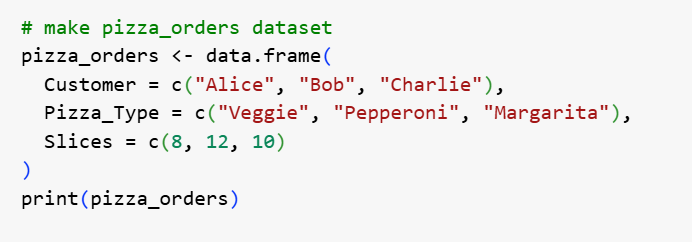 # make pizza_orders dataset
pizza_orders <- data.frame(
  Customer = c("Alice", "Bob", "Charlie"),
  Pizza_Type = c("Veggie", "Pepperoni", "Margarita"),
  Slices = c(8, 12, 10)
)
print(pizza_orders)